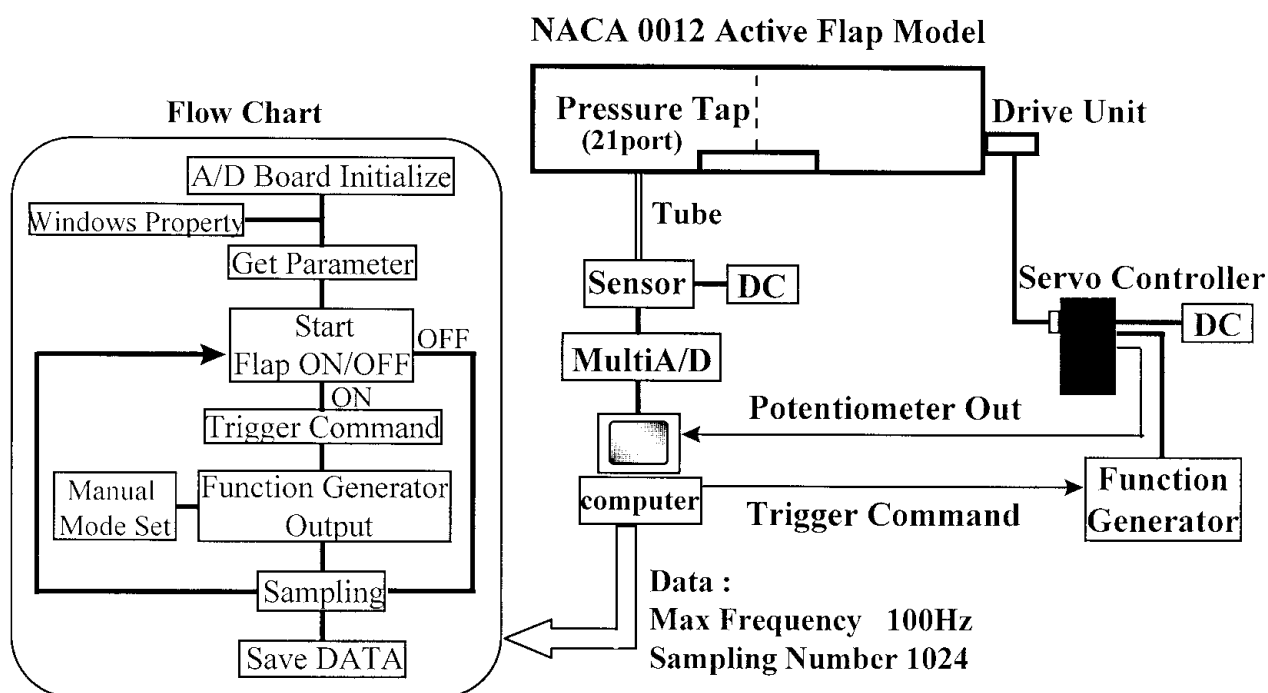 NACA 0012 Active Flap Model
Flow Chart
A/D Board Initialize
Windows Property
Get Parameter
Start
Flap ON/OFF
OFF
ON
Trigger Command
Manual
Mode Set
Function Generator
Output
Sampling
Save DATA
Pressure Tap
(21port)
Drive Unit
Tube
Sensor
DC
MultiA/D
Servo Controller
DC
Potentiometer Out
computer
Trigger Command
Function
Generator
Data :
Max Frequency 100Hz
Sampling Number 1024